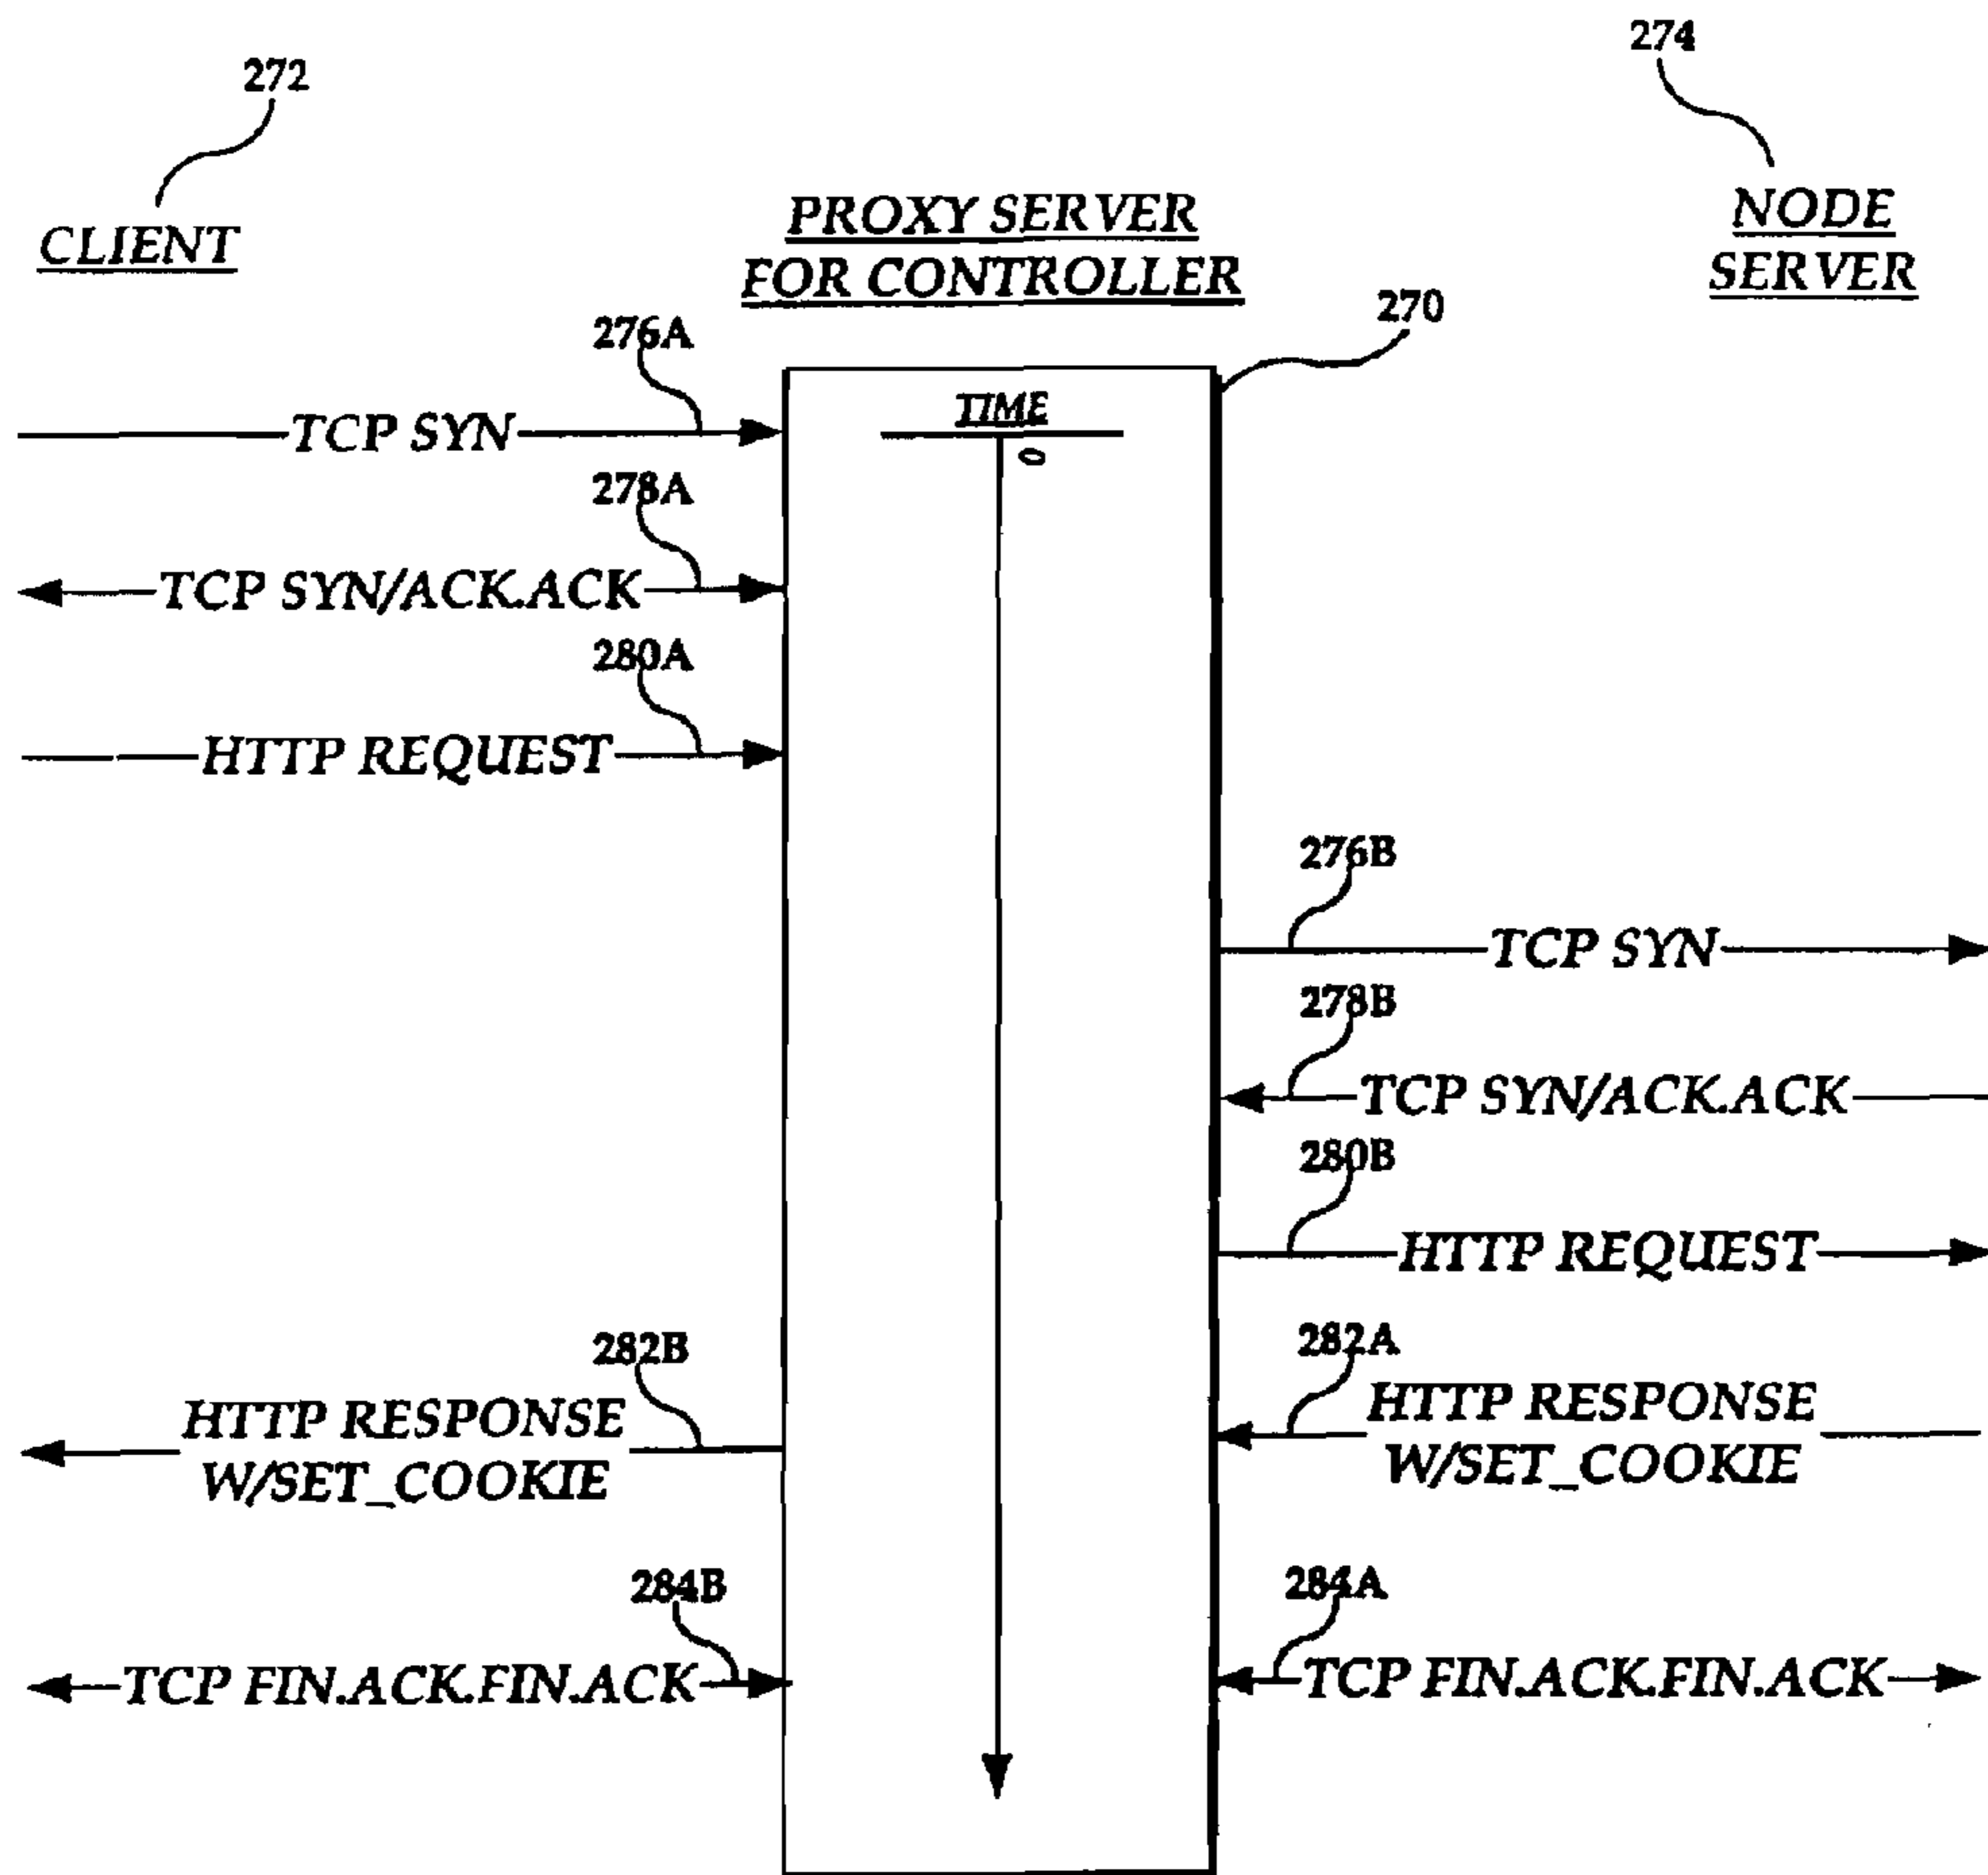 274
272
PROXY SERVER
FOR CONTROLLER
NODE
SERVER
CLIENT
270
276A
TIME
0
TCP SYN
278A
TCP SYN/ACK.ACK
280A
HTTP REQUEST
276B
TCP SYN
278B
TCP SYN/ACK.ACK
280B
HTTP REQUEST
282B
282A
HTTP RESPONSE
W/SET_COOKIE
HTTP RESPONSE
W/SET_COOKIE
284B
284A
TCP FIN.ACK.FIN.ACK
TCP FIN.ACK.FIN.ACK